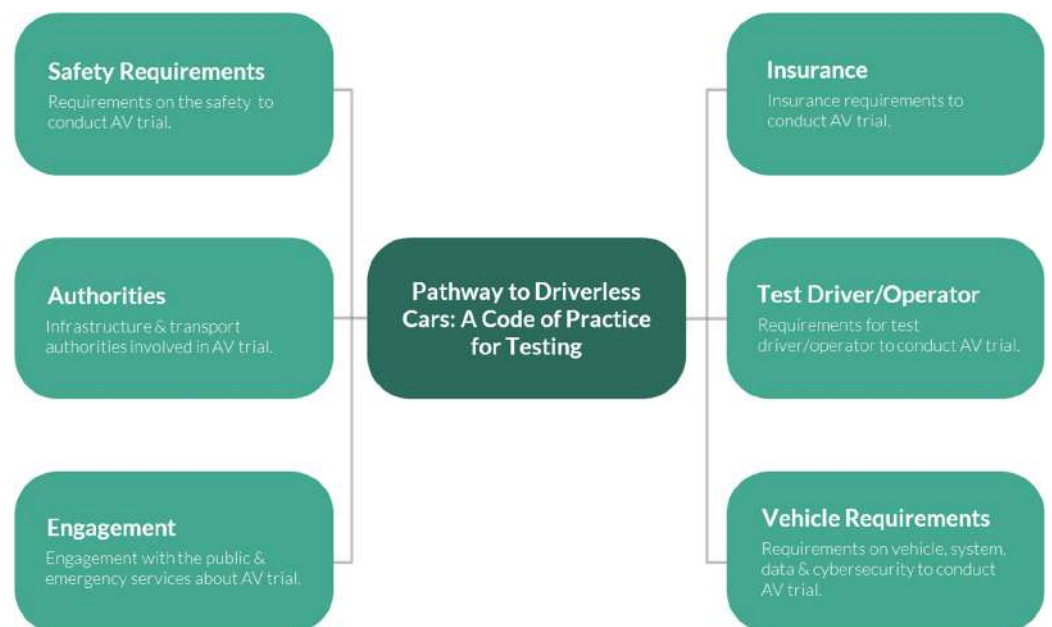 Safety Requirements
Requirements on the safety to
conduct AV trial.
Authorities
Infrastructure & transport
authorities involved in AV trial.
Engagement
Engagement with the public &
emergency services about AV trial.
Pathway to Driverless
Cars: A Code of Practice
for Testing
Insurance
Insurance requirements to
conduct AV trial.
Test Driver/Operator
Requirements for test
driver/operator to conduct AV trial.
Vehicle Requirements
Requirements on vehicle, system,
data & cybersecurity to conduct
AV trial.